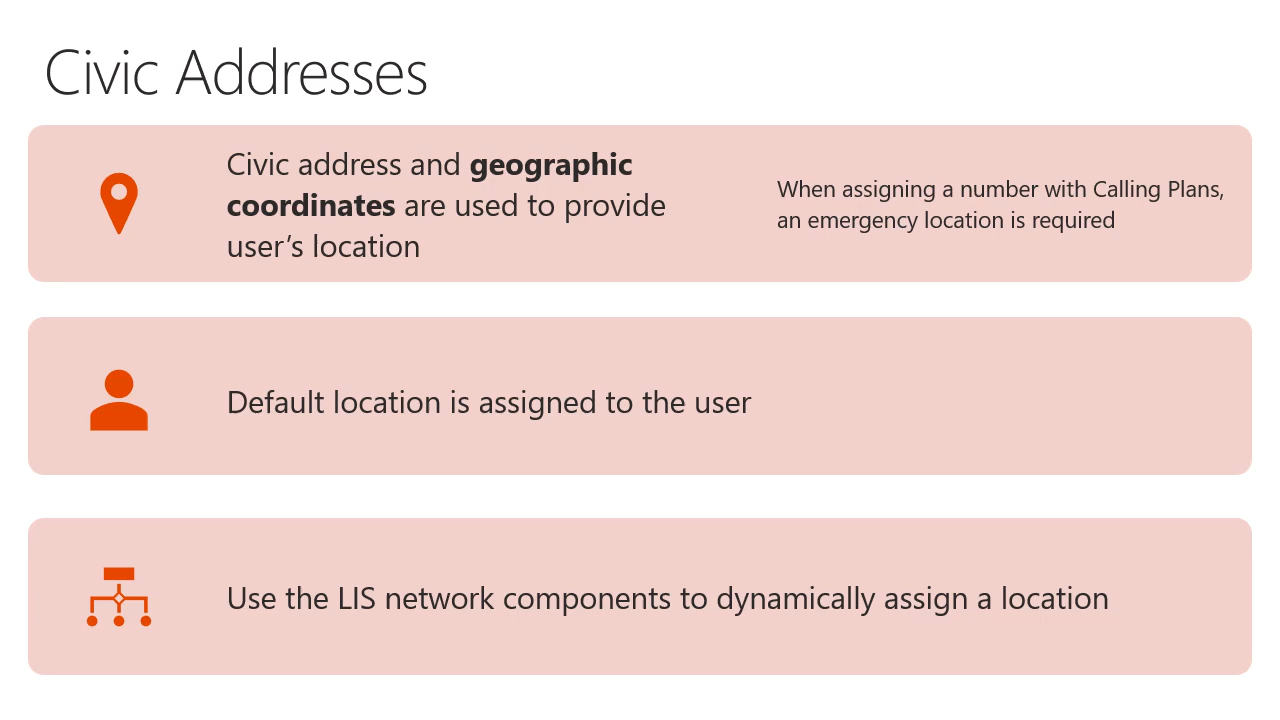 Civic Addresses
Civic address and geographic
coordinates are used to provide
user’s location
When assigning a number with Calling Plans,
an emergency location is required
Default location is assigned to the user
Use the LIS network components to dynamically assign a location